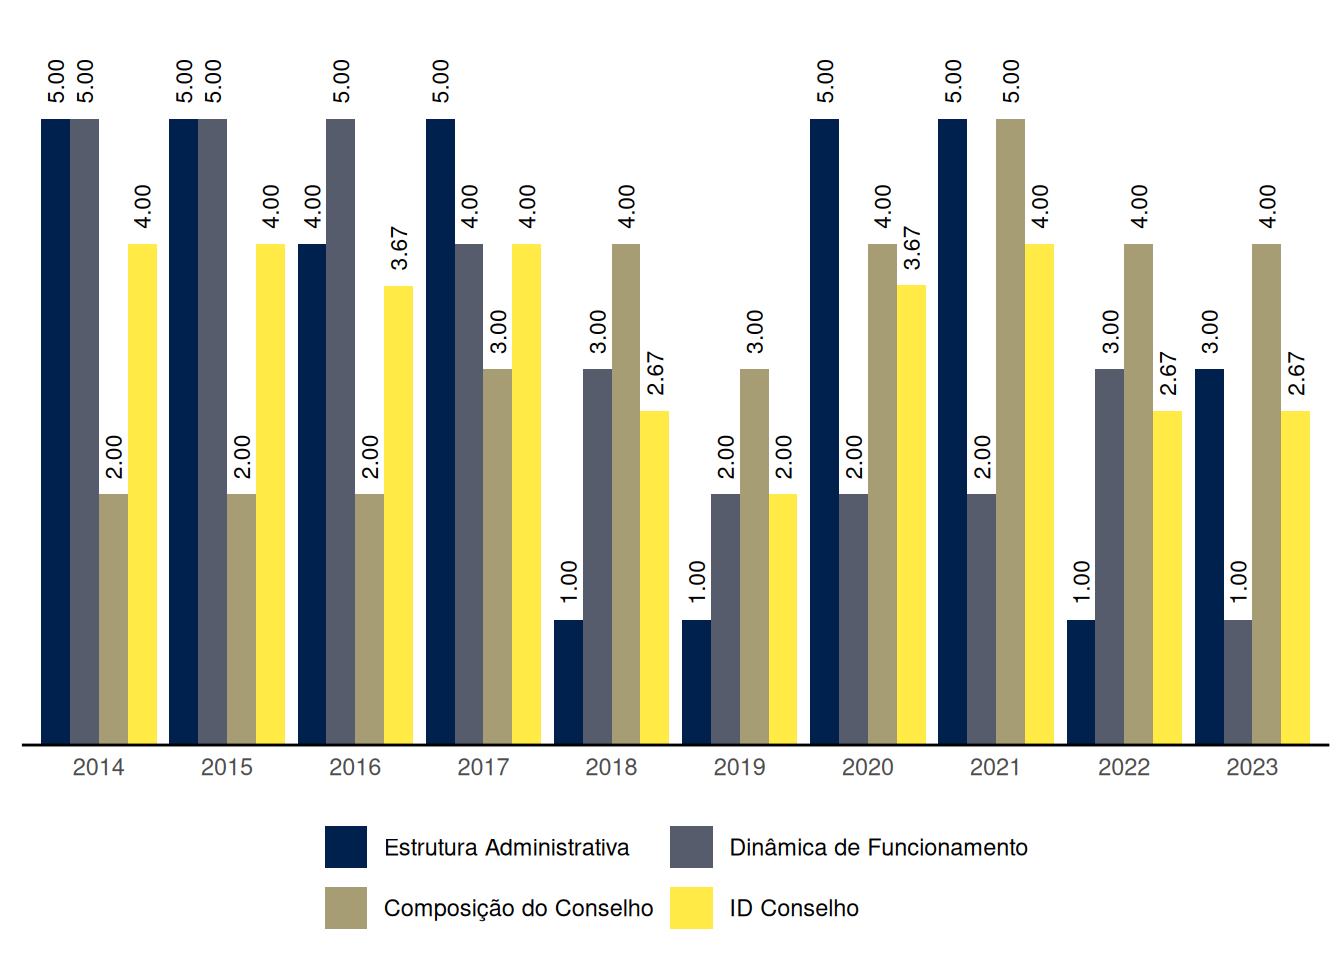 5.00 5.00 2.00 4.00 5.00 5.00 2.00 4.00 4.00 5.00 2.00 3.67 5.00 4.00 3.00 4.00 1.00 3.00 4.00 2.67 1.00 2.00 3.00 2.00 5.00 2.00 4.00 3.67 5.00 2.00 5.00 4.00 1.00 3.00 4.00 2.67 3.00 1.00 4.00 2.67
2014 2015 2016 2017 2018 2019 2020 2021 2022 2023
Estrutura Administrativa Dinâmica de Funcionamento
Composição do Conselho ID Conselho